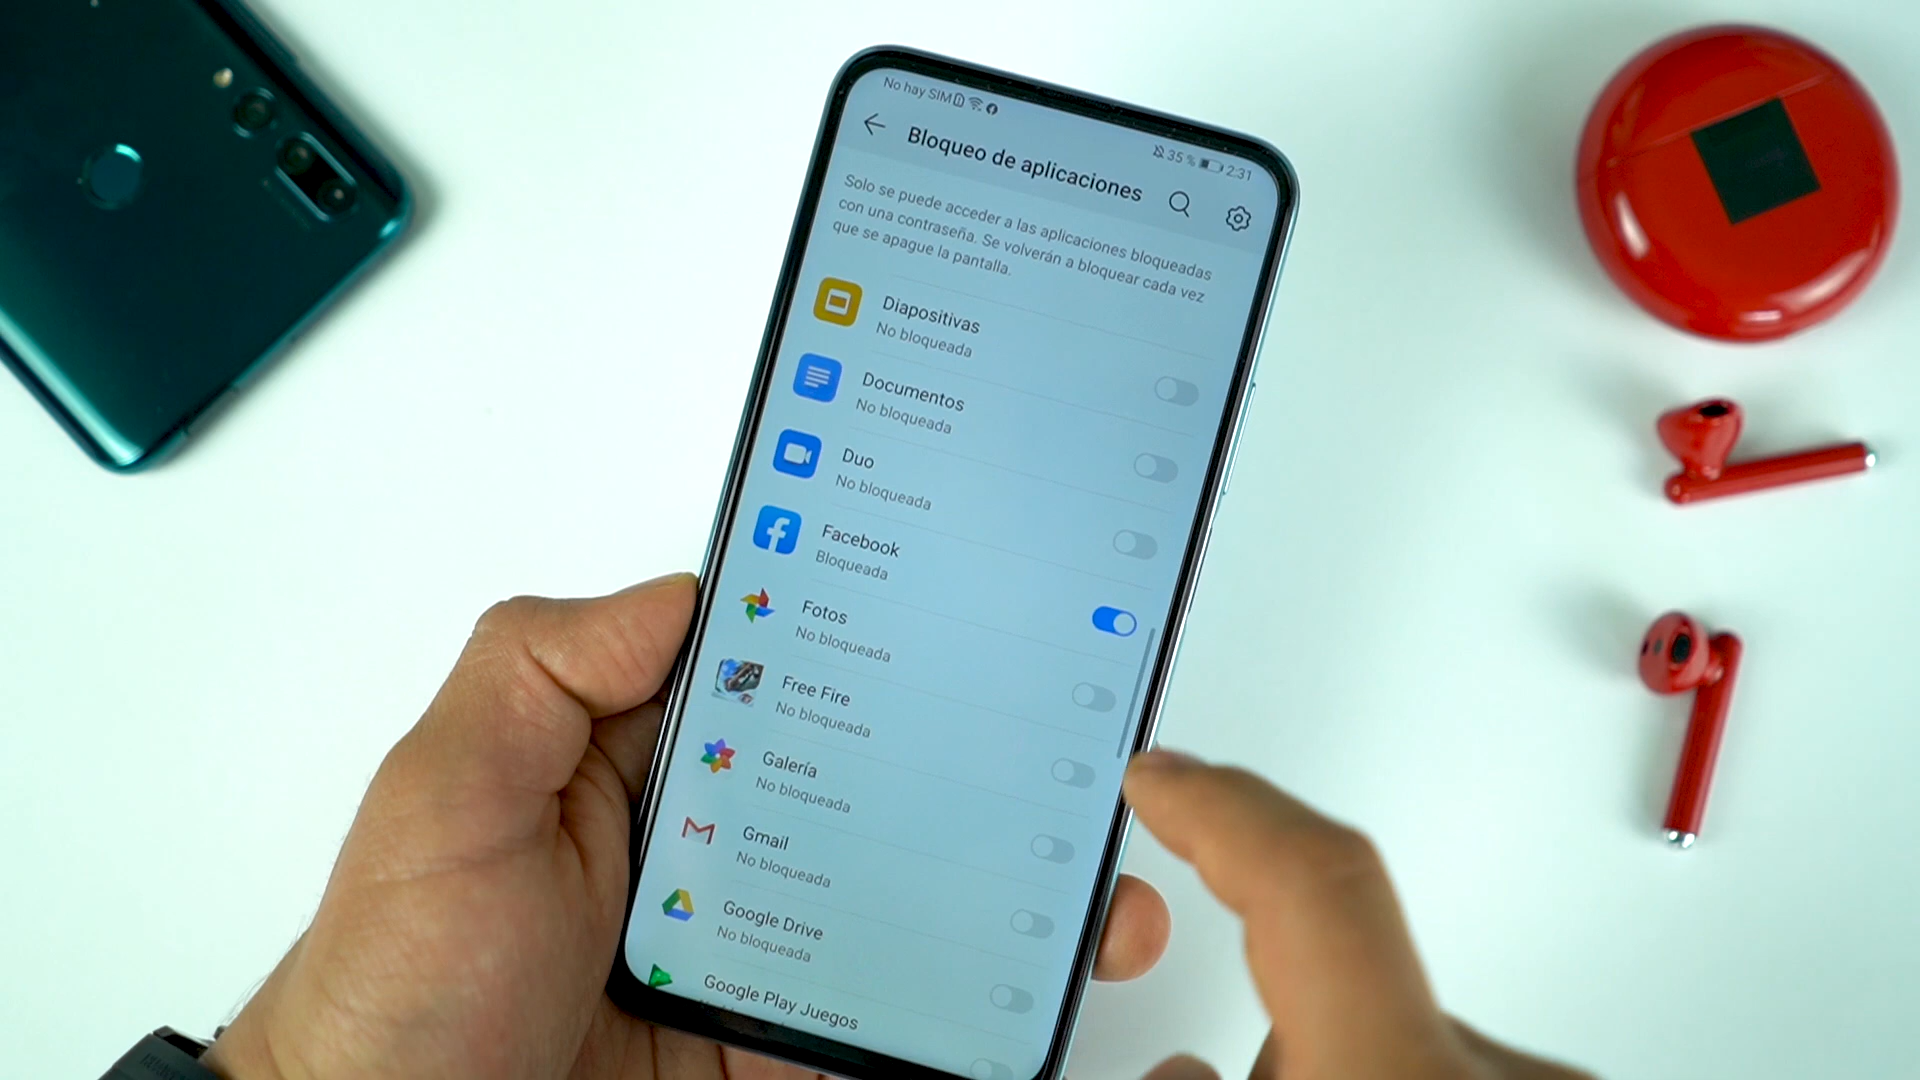 No hay SIM
35 % 2:31
Bloqueo de aplicaciones
Solo se puede acceder a las aplicaciones bloqueadas
con una contraseña. Se volverán a bloquear cada vez
que se apague la pantalla.
Diapositivas
No bloqueada
Documentos
No bloqueada
Duo
No bloqueada
Facebook
Bloqueada
Fotos
No bloqueada
Free Fire
No bloqueada
Galería
No bloqueada
Gmail
No bloqueada
Google Drive
No bloqueada
Google Play Juegos